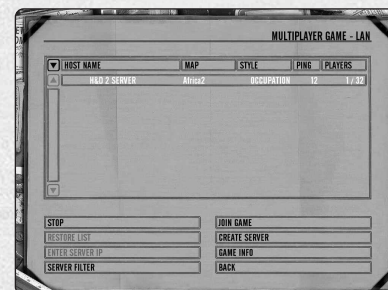 MULTIPLAYER GAME - LAN
HOST NAME MAP STYLE PING PLAYERS
H&D 2 SERVER Africa2 OCCUPATION 12 1 / 32
STOP JOIN GAME
RESTORE LIST CREATE SERVER
ENTER SERVER IP GAME INFO
SERVER FILTER BACK